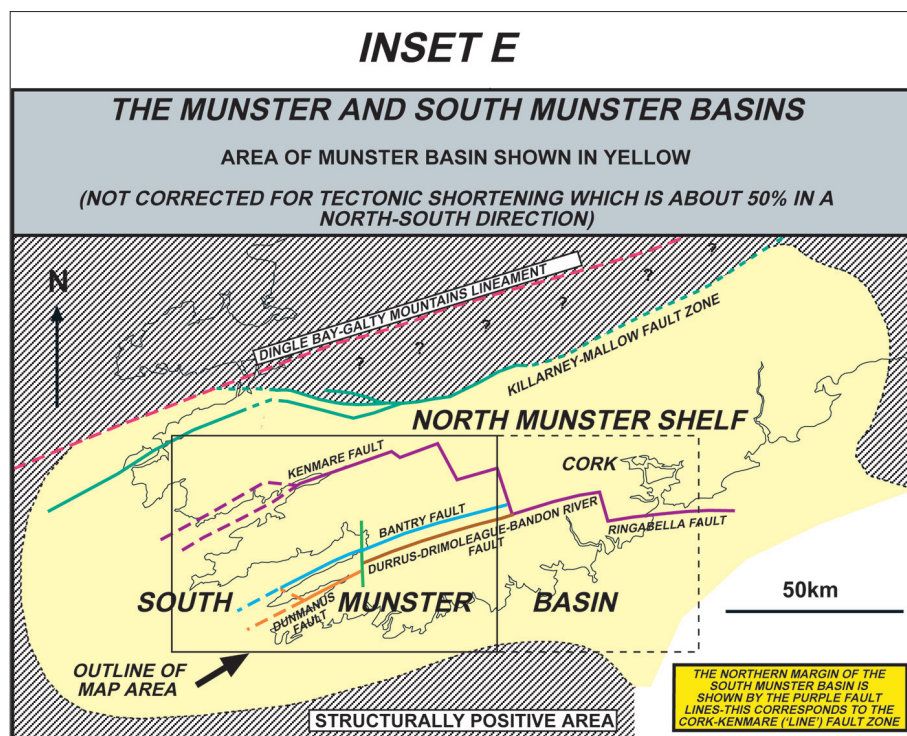 INSET E
THE MUNSTER AND SOUTH MUNSTER BASINS
AREA OF MUNSTER BASIN SHOWN IN YELLOW
(NOT CORRECTED FOR TECTONIC SHORTENING WHICH IS ABOUT 50% IN A
NORTH-SOUTH DIRECTION)
N
DINGLE BAY-GALTY MOUNTAINS LINEAMENT
? ? ? ? ? ?
KILLARNEY-MALLOW FAULT ZONE
NORTH MUNSTER SHELF
KENMARE FAULT
CORK
BANTRY FAULT
DURRUS-DRIMOLEAGUE-BANDON RIVER
FAULT
RINGABELLA FAULT
SOUTH MUNSTER BASIN
DUNMANUS
FAULT
50km
OUTLINE OF
MAP AREA
STRUCTURALLY POSITIVE AREA
THE NORTHERN MARGIN OF THE
SOUTH MUNSTER BASIN IS
SHOWN BY THE PURPLE FAULT
LINES-THIS CORRESPONDS TO THE
CORK-KENMARE ('LINE') FAULT ZONE